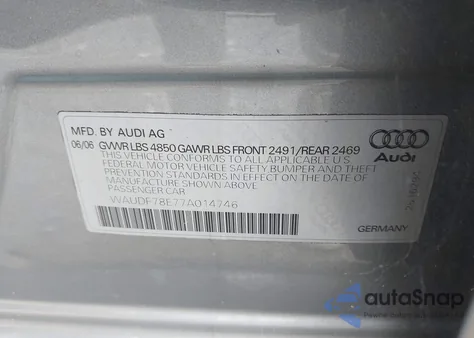 MFD. BY AUDI AG
06/06 GVWR LBS 4850 GAWR LBS FRONT 2491/REAR 2469
THIS VEHICLE CONFORMS TO ALL APPLICABLE U.S.
FEDERAL MOTOR VEHICLE SAFETY BUMPER AND THEFT
PREVENTION STANDARDS IN EFFECT ON THE DATE OF
MANUFACTURE SHOWN ABOVE
PASSENGER CAR
WAUDF78E77A014746
Audi
GERMANY
autoSnap